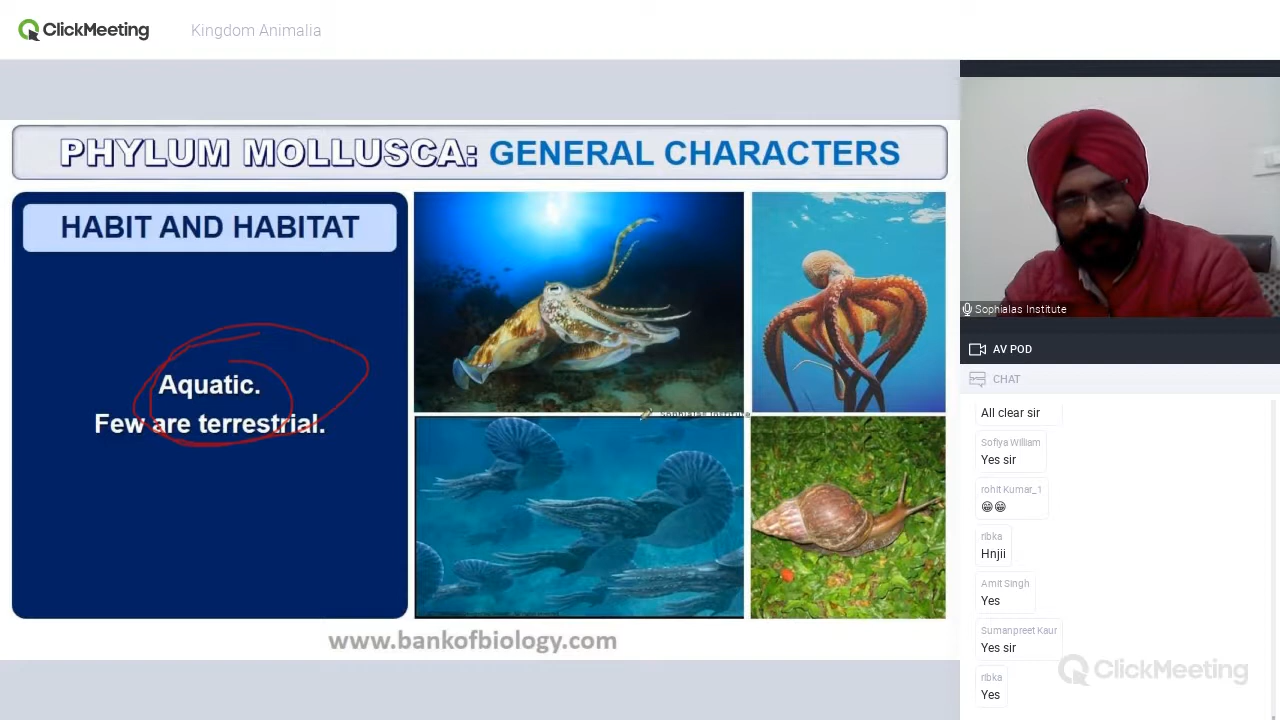 ClickMeeting
Kingdom Animalia
PHYLUM MOLLUSCA: GENERAL CHARACTERS
HABIT AND HABITAT
Aquatic.
Few are terrestrial.
Sophialas Institute
www.bankofbiology.com
Sophialas Institute
AV POD
CHAT
All clear sir
Sofiya William
Yes sir
rohit Kumar_1
😁😁
ribka
Hnjii
Amit Singh
Yes
Sumanpreet Kaur
Yes sir
ribka
Yes
ClickMeeting